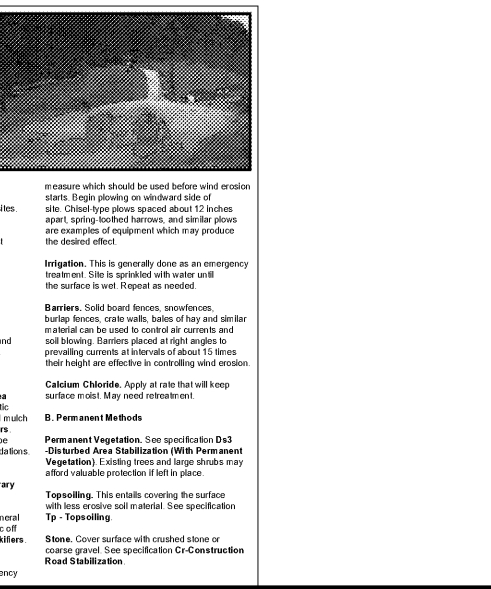 ites.
t
und
ea
tic
mulch
rs.
be
dations.
rary
neral
c off
kifiers.
ency
measure which should be used before wind erosion
starts. Begin plowing on windward side of
site. Chisel-type plows spaced about 12 inches
apart, spring-toothed harrows, and similar plows
are examples of equipment which may produce
the desired effect.
Irrigation. This is generally done as an emergency
treatment. Site is sprinkled with water until
the surface is wet. Repeat as needed.
Barriers. Solid board fences, snowfences,
burlap fences, crate walls, bales of hay and similar
material can be used to control air currents and
soil blowing. Barriers placed at right angles to
prevailing currents at intervals of about 15 times
their height are effective in controlling wind erosion.
Calcium Chloride. Apply at rate that will keep
surface moist. May need retreatment.
B. Permanent Methods
Permanent Vegetation. See specification Ds3
-Disturbed Area Stabilization (With Permanent
Vegetation). Existing trees and large shrubs may
afford valuable protection if left in place.
Topsoiling. This entails covering the surface
with less erosive soil material. See specification
Tp - Topsoiling.
Stone. Cover surface with crushed stone or
coarse gravel. See specification Cr-Construction
Road Stabilization.